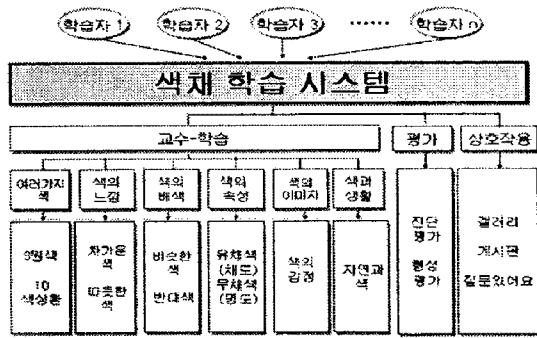 학습자 1 학습자 2 학습자 3 ...... 학습자 n
색채 학습 시스템
교수-학습 평가 상호작용
여러가지 색의 색의 색의 색의 색과
색 느낌 배색 속성 이미지 생활
3원색
10
색상환
차가운
색
따뜻한
색
비슷한
색
반대색
유채색
(채도)
무채색
(명도)
색의
감정
자연과
색
진단
평가
형성
평가
갤러리
게시판
질문있어요